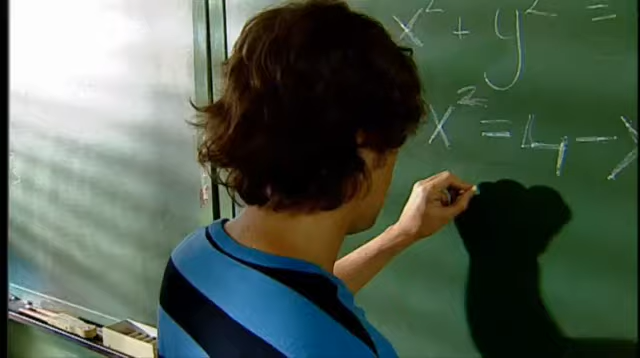 x² + y² =
x² = 4 - y